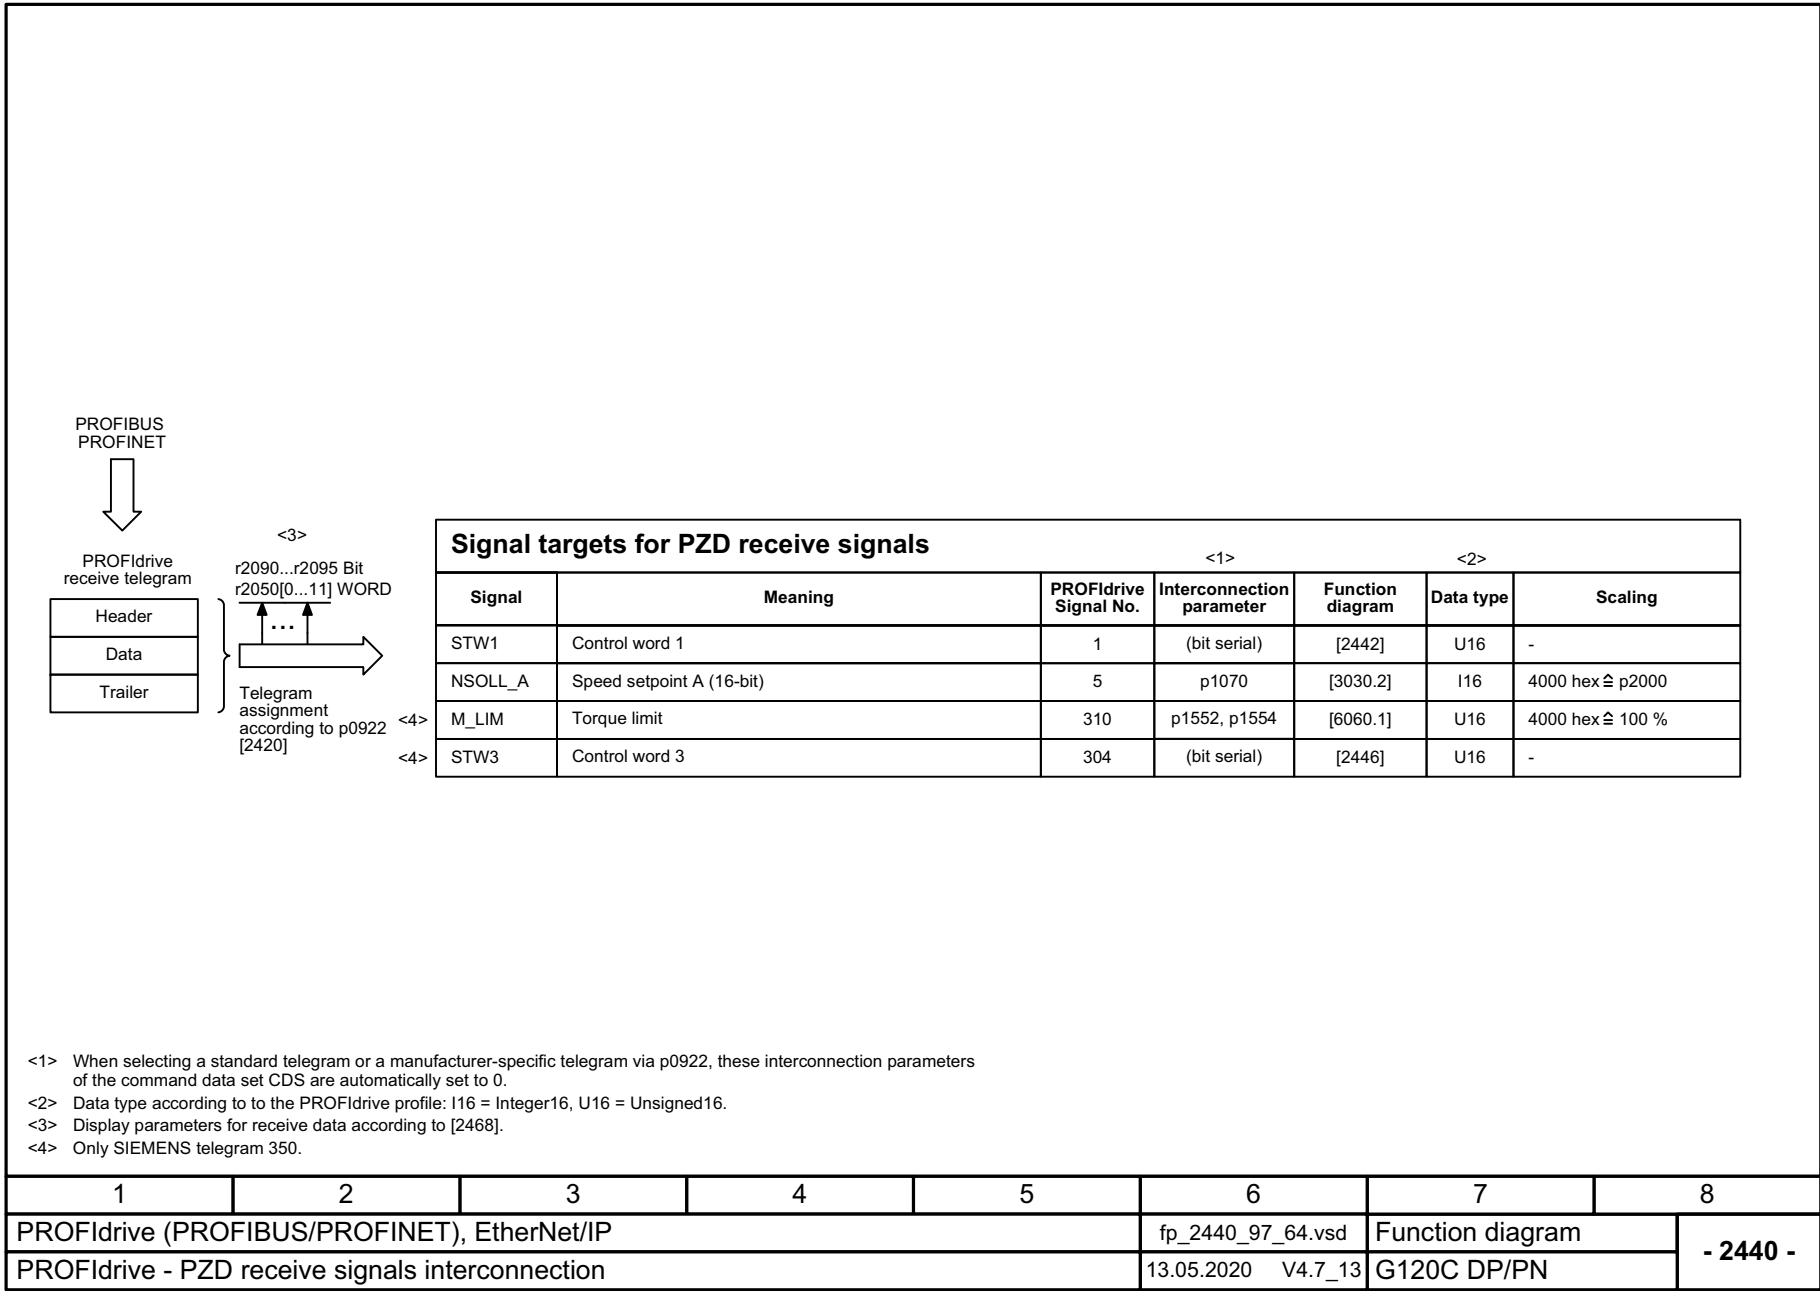 PROFIBUS
PROFINET
PROFIdrive
receive telegram
Header
Data
Trailer
<3>
r2090...r2095 Bit
r2050[0...11] WORD
...
Telegram
assignment
according to p0922
[2420]
Signal targets for PZD receive signals
<1> <2>
Signal Meaning PROFIdrive Signal No. Interconnection parameter Function diagram Data type Scaling
STW1 Control word 1 1 (bit serial) [2442] U16 -
NSOLL_A Speed setpoint A (16-bit) 5 p1070 [3030.2] I16 4000 hex ≙ p2000
<4> M_LIM Torque limit 310 p1552, p1554 [6060.1] U16 4000 hex ≙ 100 %
<4> STW3 Control word 3 304 (bit serial) [2446] U16 -
<1> When selecting a standard telegram or a manufacturer-specific telegram via p0922, these interconnection parameters
of the command data set CDS are automatically set to 0.
<2> Data type according to to the PROFIdrive profile: I16 = Integer16, U16 = Unsigned16.
<3> Display parameters for receive data according to [2468].
<4> Only SIEMENS telegram 350.
1 2 3 4 5 6 7 8
PROFIdrive (PROFIBUS/PROFINET), EtherNet/IP fp_2440_97_64.vsd Function diagram
- 2440 -
PROFIdrive - PZD receive signals interconnection 13.05.2020 V4.7_13 G120C DP/PN